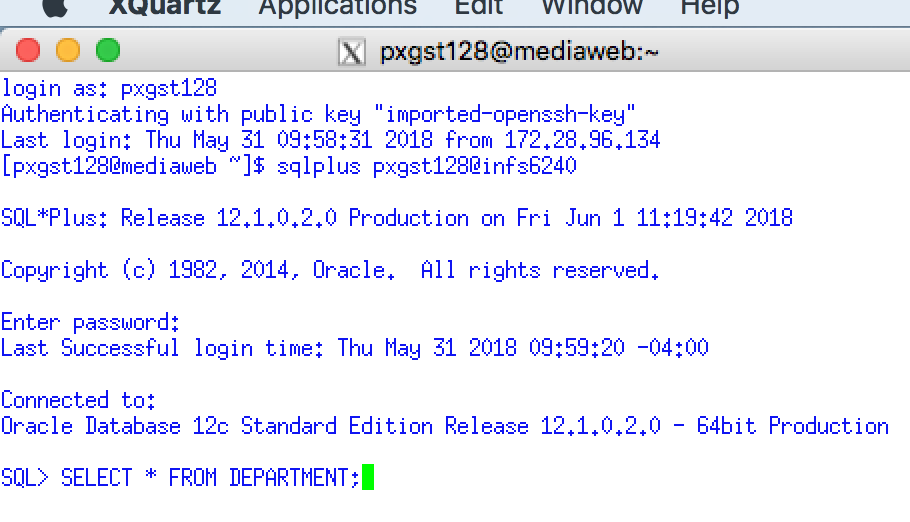 XQuartz Applications Edit Window Help
pxgst128@mediaweb:~
login as: pxgst128
Authenticating with public key "imported-openssh-key"
Last login: Thu May 31 09:58:31 2018 from 172.28.96.134
[pxgst128@mediaweb ~]$ sqlplus pxgst128@infs6240
SQL*Plus: Release 12.1.0.2.0 Production on Fri Jun 1 11:19:42 2018
Copyright (c) 1982, 2014, Oracle.  All rights reserved.
Enter password:
Last Successful login time: Thu May 31 2018 09:59:20 -04:00
Connected to:
Oracle Database 12c Standard Edition Release 12.1.0.2.0 - 64bit Production
SQL> SELECT * FROM DEPARTMENT;